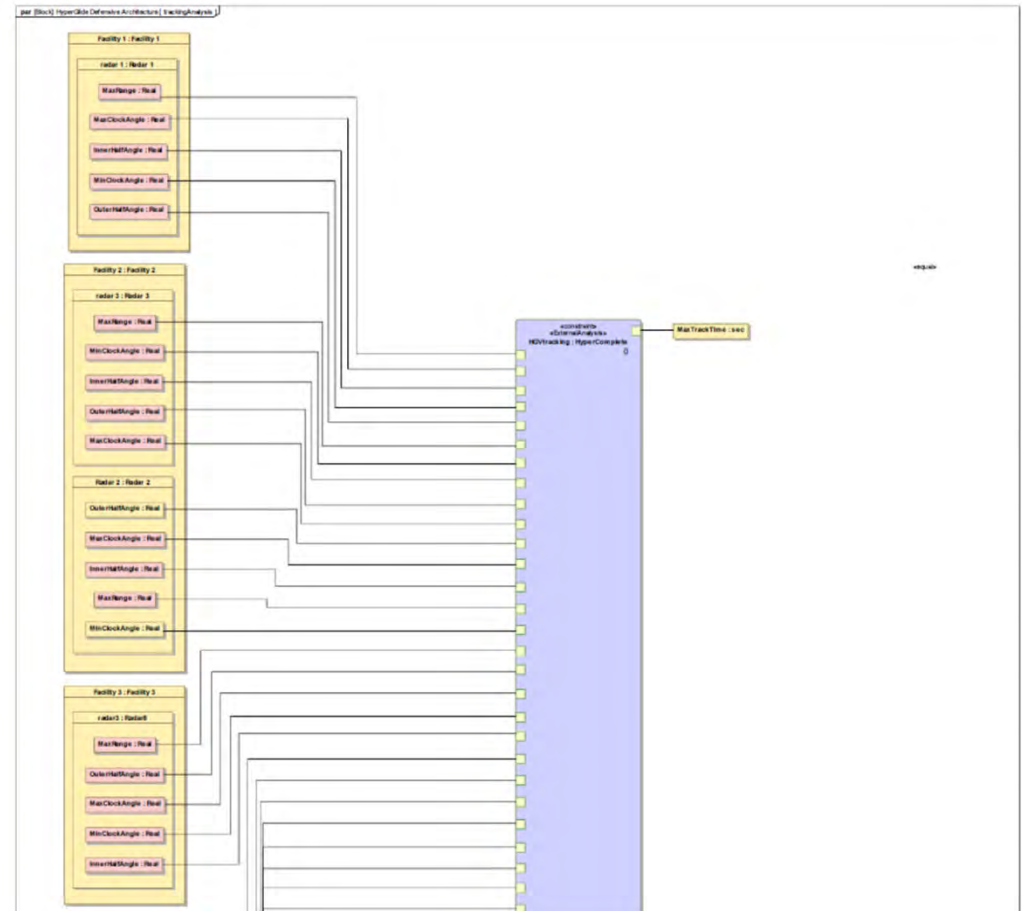 par [Block] HyperGlide Defensive Architecture[ trackingAnalysis ]
Facility 1 : Facility 1
radar 1 : Radar 1
MaxRange : Real
MaxClockAngle : Real
InnerHalfAngle : Real
MinClockAngle : Real
OuterHalfAngle : Real
Facility 2 : Facility 2
radar 3 : Radar 3
MaxRange : Real
MinClockAngle : Real
InnerHalfAngle : Real
OuterHalfAngle : Real
MaxClockAngle : Real
Radar 2 : Radar 2
OuterHalfAngle : Real
MaxClockAngle : Real
InnerHalfAngle : Real
MaxRange : Real
MinClockAngle : Real
Facility 3 : Facility 3
radar3 : Radar8
MaxRange : Real
OuterHalfAngle : Real
MaxClockAngle : Real
MinClockAngle : Real
InnerHalfAngle : Real
«constraint»
«ExternalAnalysis»
HGVtracking : HyperComplete
{}
MaxTrackTime : sec
«equal»